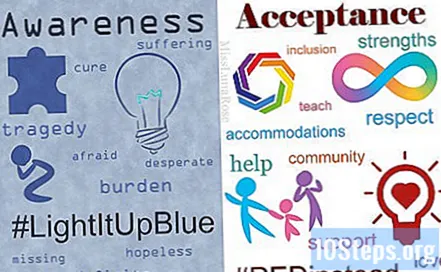 Awareness
suffering
cure
tragedy
afraid
desperate
burden
#LightItUpBlue
missing
hopeless
MissLunaRose
Acceptance
strengths
inclusion
teach
respect
accommodations
help
community
support
10Steps.org